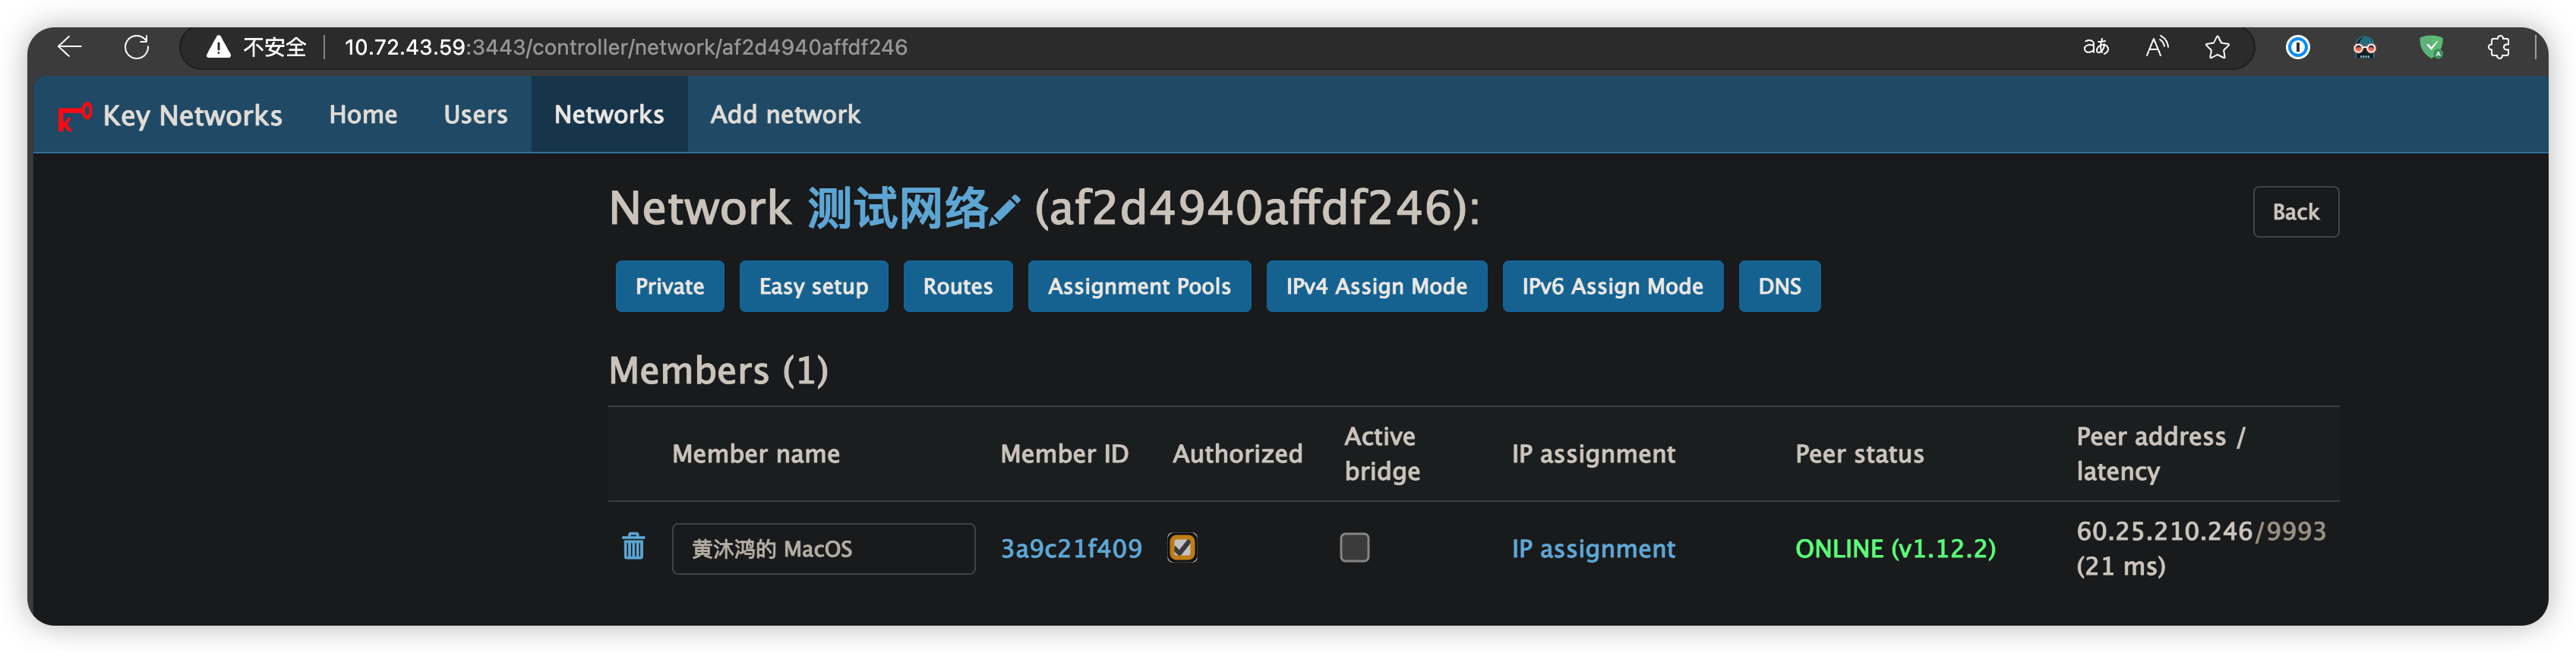 不安全 10.72.43.59:3443/controller/network/af2d4940affdf246
Key Networks Home Users Networks Add network
Network 测试网络 (af2d4940affdf246):
Back
Private Easy setup Routes Assignment Pools IPv4 Assign Mode IPv6 Assign Mode DNS
Members (1)
Member name Member ID Authorized Active bridge IP assignment Peer status Peer address / latency
黄沐鸿的 MacOS 3a9c21f409 IP assignment ONLINE (v1.12.2) 60.25.210.246/9993
(21 ms)